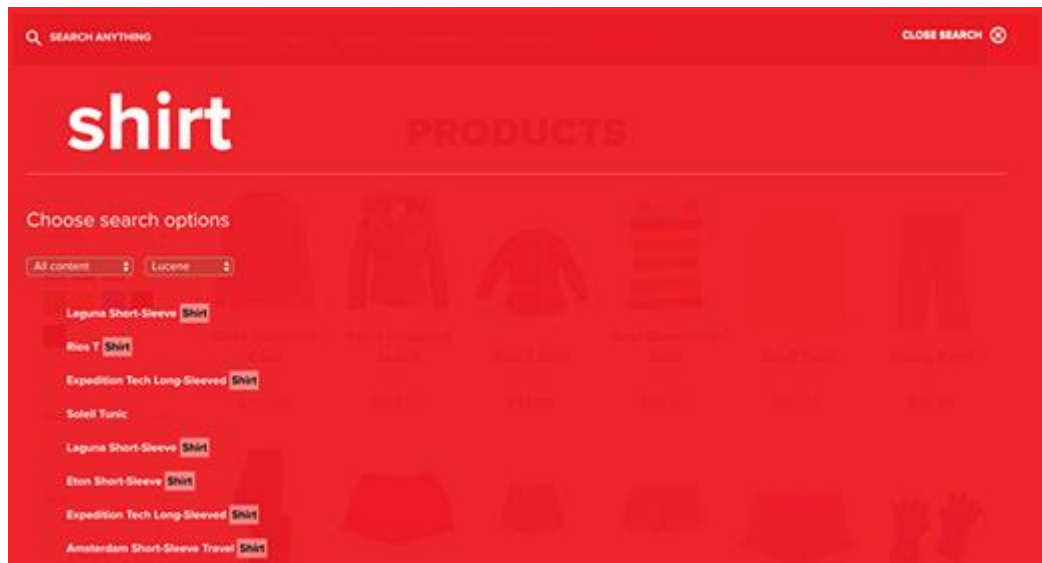 SEARCH ANYTHING
CLOSE SEARCH
shirt
PRODUCTS
Choose search options
All content
Lucene
Laguna Short-Sleeve Shirt
Rios T Shirt
Expedition Tech Long-Sleeved Shirt
Soleil Tunic
Laguna Short-Sleeve Shirt
Eton Short-Sleeve Shirt
Expedition Tech Long-Sleeved Shirt
Amsterdam Short-Sleeve Travel Shirt